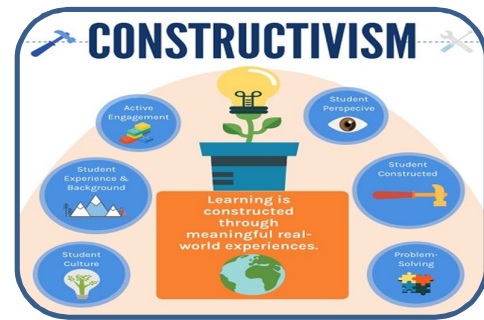 CONSTRUCTIVISM
Active
Engagement
Student
Perspecive
Student
Experience &
Background
Student
Constructed
Learning is
constructed
through
meaningful real-
world experiences.
Student
Culture
Problem-
Solving